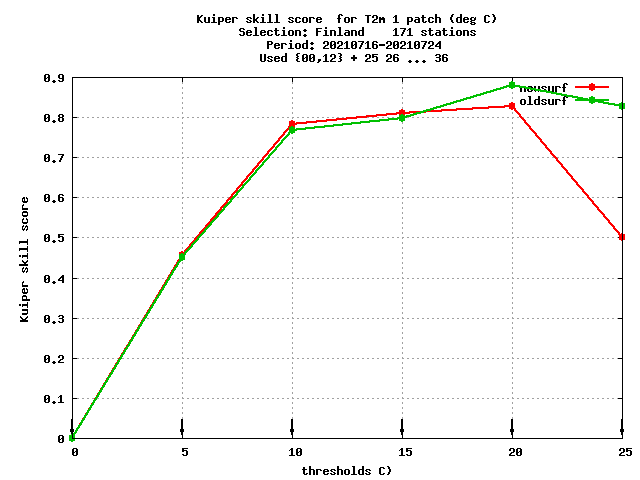 Kuiper skill score  for T2m 1 patch (deg C)
Selection: Finland    171 stations
Period: 20210716-20210724
Used {00,12} + 25 26 ... 36
0.9
0.8
0.7
0.6
0.5
0.4
0.3
0.2
0.1
0
Kuiper skill score
newsurf
oldsurf
0
5
10
15
20
25
thresholds C)